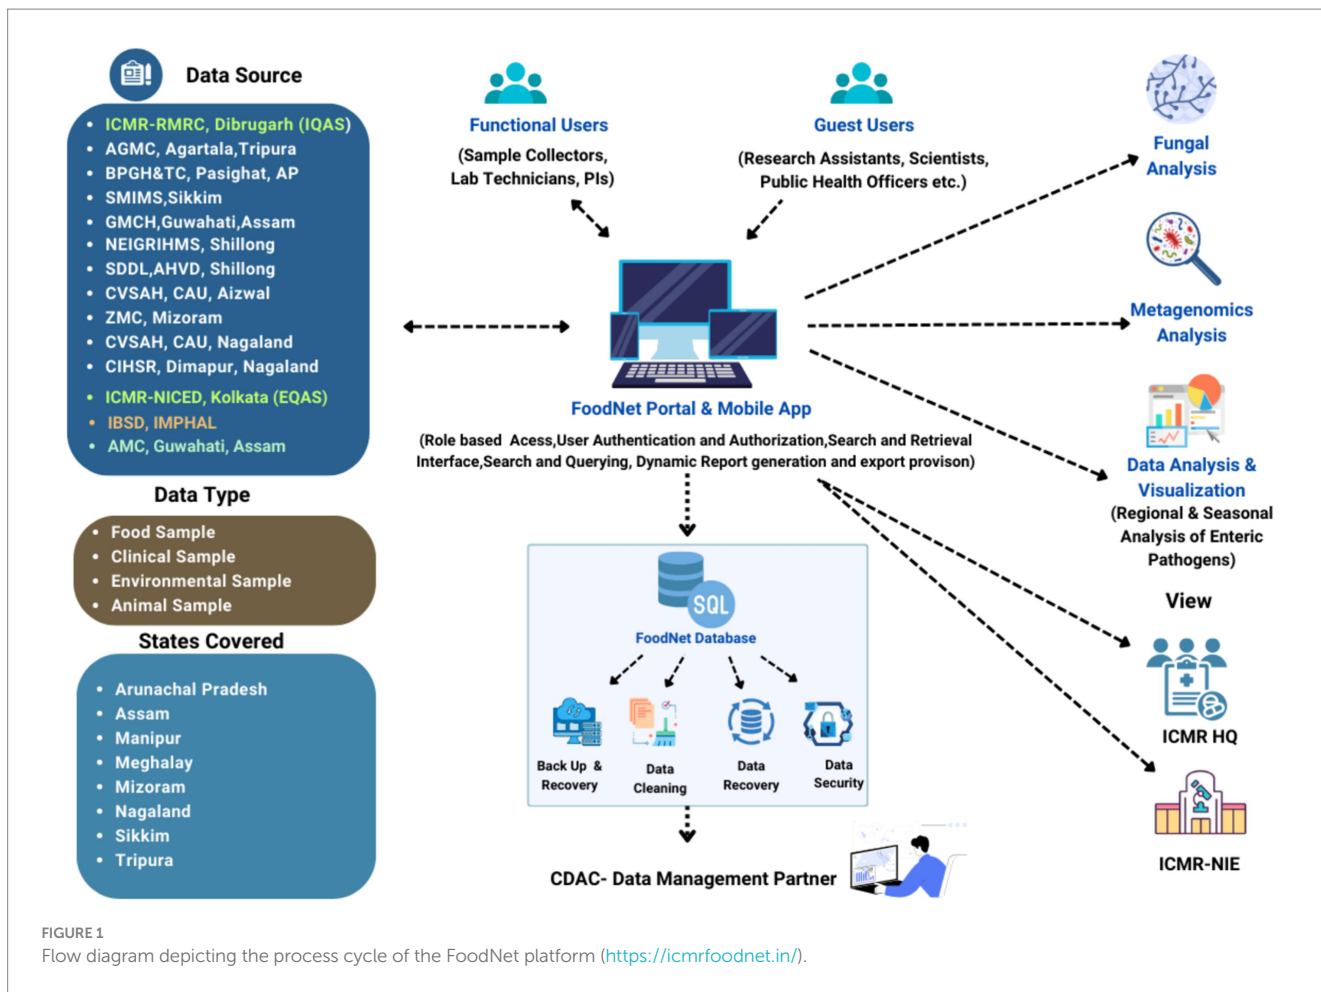 Data Source
ICMR-RMRC, Dibrugarh (IQAS)
AGMC, Agartala,Tripura
BPGH&TC, Pasighat, AP
SMIMS,Sikkim
GMCH,Guwahati,Assam
NEIGRIHMS, Shillong
SDDL,AHVD, Shillong
CVSAH, CAU, Aizwal
ZMC, Mizoram
CVSAH, CAU, Nagaland
CIHSR, Dimapur, Nagaland
ICMR-NICED, Kolkata (EQAS)
IBSD, IMPHAL
AMC, Guwahati, Assam
Data Type
Food Sample
Clinical Sample
Environmental Sample
Animal Sample
States Covered
Arunachal Pradesh
Assam
Manipur
Meghalay
Mizoram
Nagaland
Sikkim
Tripura
Functional Users
(Sample Collectors,
Lab Technicians, PIs)
Guest Users
(Research Assistants, Scientists,
Public Health Officers etc.)
FoodNet Portal & Mobile App
(Role based Acess,User Authentication and Authorization,Search and Retrieval
Interface,Search and Querying, Dynamic Report generation and export provison)
SQL
FoodNet Database
Back Up &
Recovery
Data
Cleaning
Data
Recovery
Data
Security
CDAC- Data Management Partner
Fungal
Analysis
Metagenomics
Analysis
Data Analysis &
Visualization
(Regional & Seasonal
Analysis of Enteric
Pathogens)
View
ICMR HQ
ICMR-NIE
FIGURE 1
Flow diagram depicting the process cycle of the FoodNet platform (https://icmrfoodnet.in/).